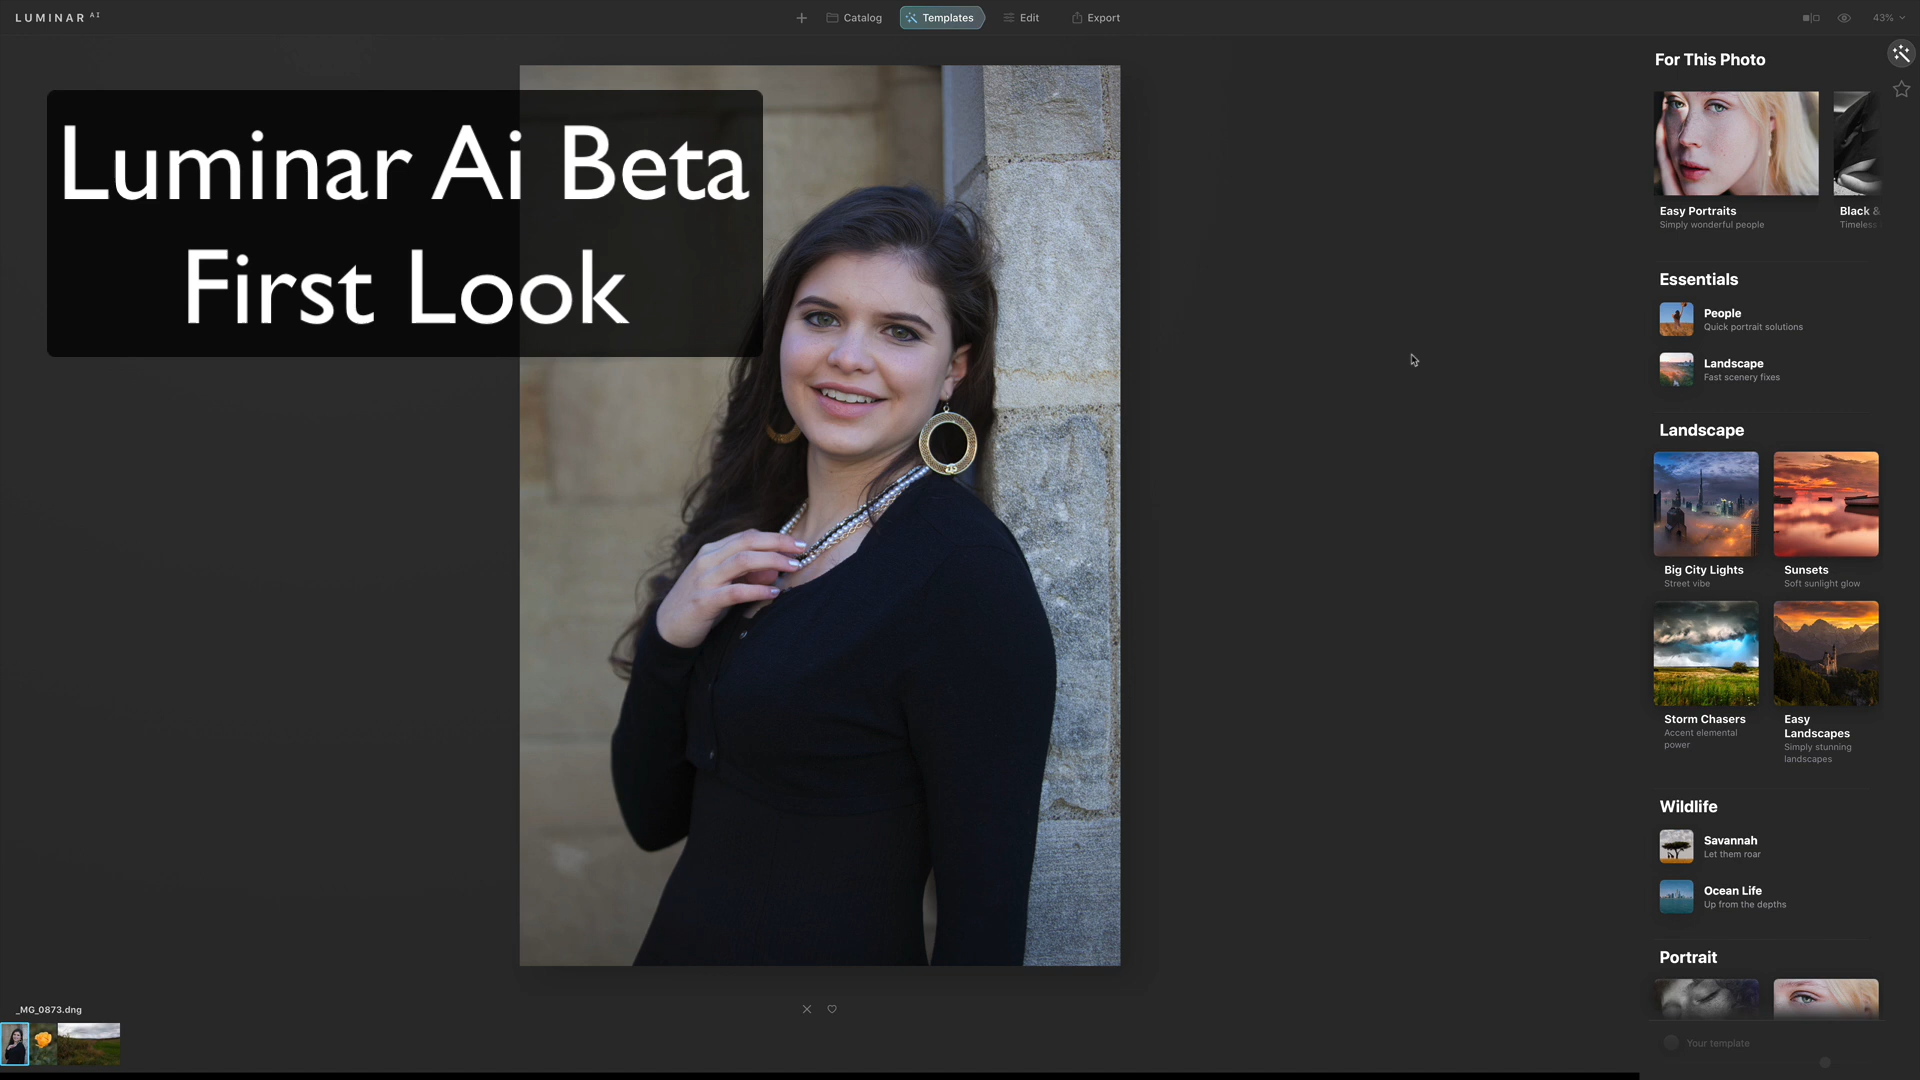 LUMINAR AI
Catalog
Templates
Edit
Export
43%
Luminar Ai Beta
First Look
For This Photo
Easy Portraits
Simply wonderful people
Black &
Timeless
Essentials
People
Quick portrait solutions
Landscape
Fast scenery fixes
Landscape
Big City Lights
Street vibe
Sunsets
Soft sunlight glow
Storm Chasers
Accent elemental
power
Easy
Landscapes
Simply stunning
landscapes
Wildlife
Savannah
Let them roar
Ocean Life
Up from the depths
Portrait
Your template
_MG_0873.dng